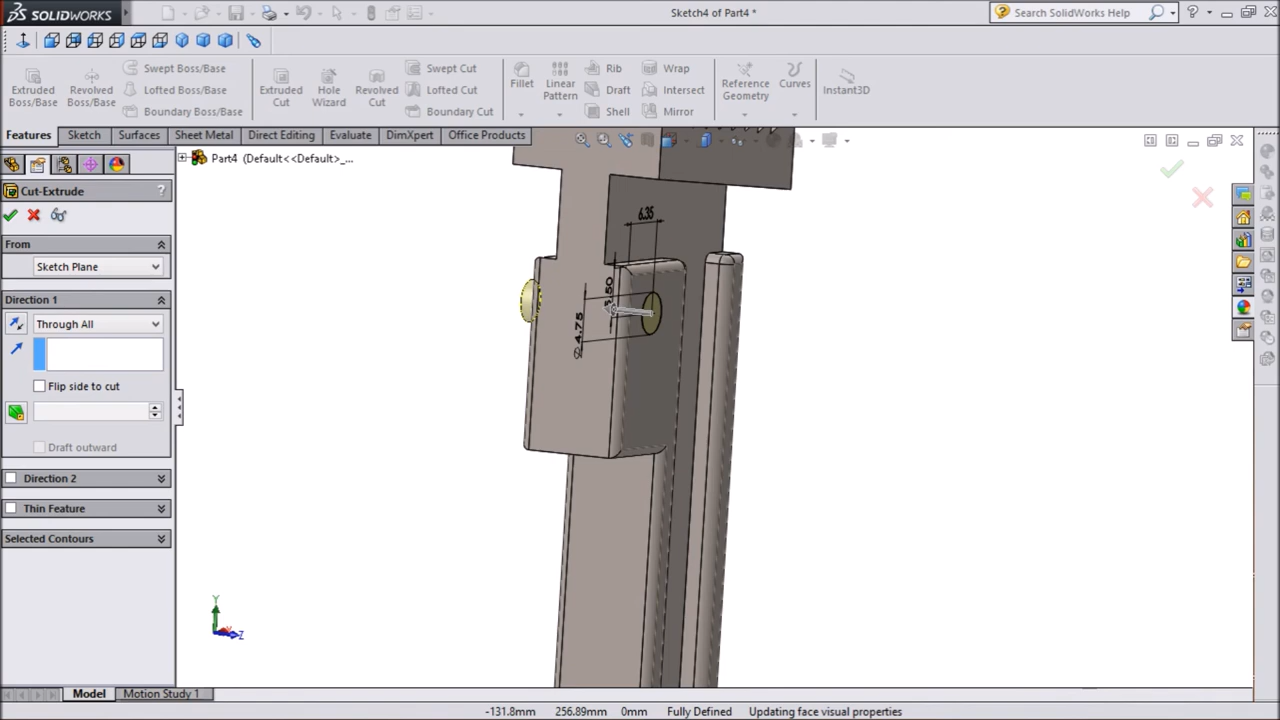 SOLIDWORKS
Sketch4 of Part4 *
Search SolidWorks Help
Extruded Boss/Base
Revolved Boss/Base
Swept Boss/Base
Lofted Boss/Base
Boundary Boss/Base
Extruded Cut
Hole Wizard
Revolved Cut
Swept Cut
Lofted Cut
Boundary Cut
Fillet
Linear Pattern
Rib
Draft
Shell
Wrap
Intersect
Mirror
Reference Geometry
Curves
Instant3D
Features
Sketch
Surfaces
Sheet Metal
Direct Editing
Evaluate
DimXpert
Office Products
Part4 (Default<<Default>_...
Cut-Extrude
?
From
Sketch Plane
Direction 1
Through All
Flip side to cut
Draft outward
Direction 2
Thin Feature
Selected Contours
6.35
⌀4.75
Y
Z
Model
Motion Study 1
-131.8mm
256.89mm
0mm
Fully Defined
Updating face visual properties